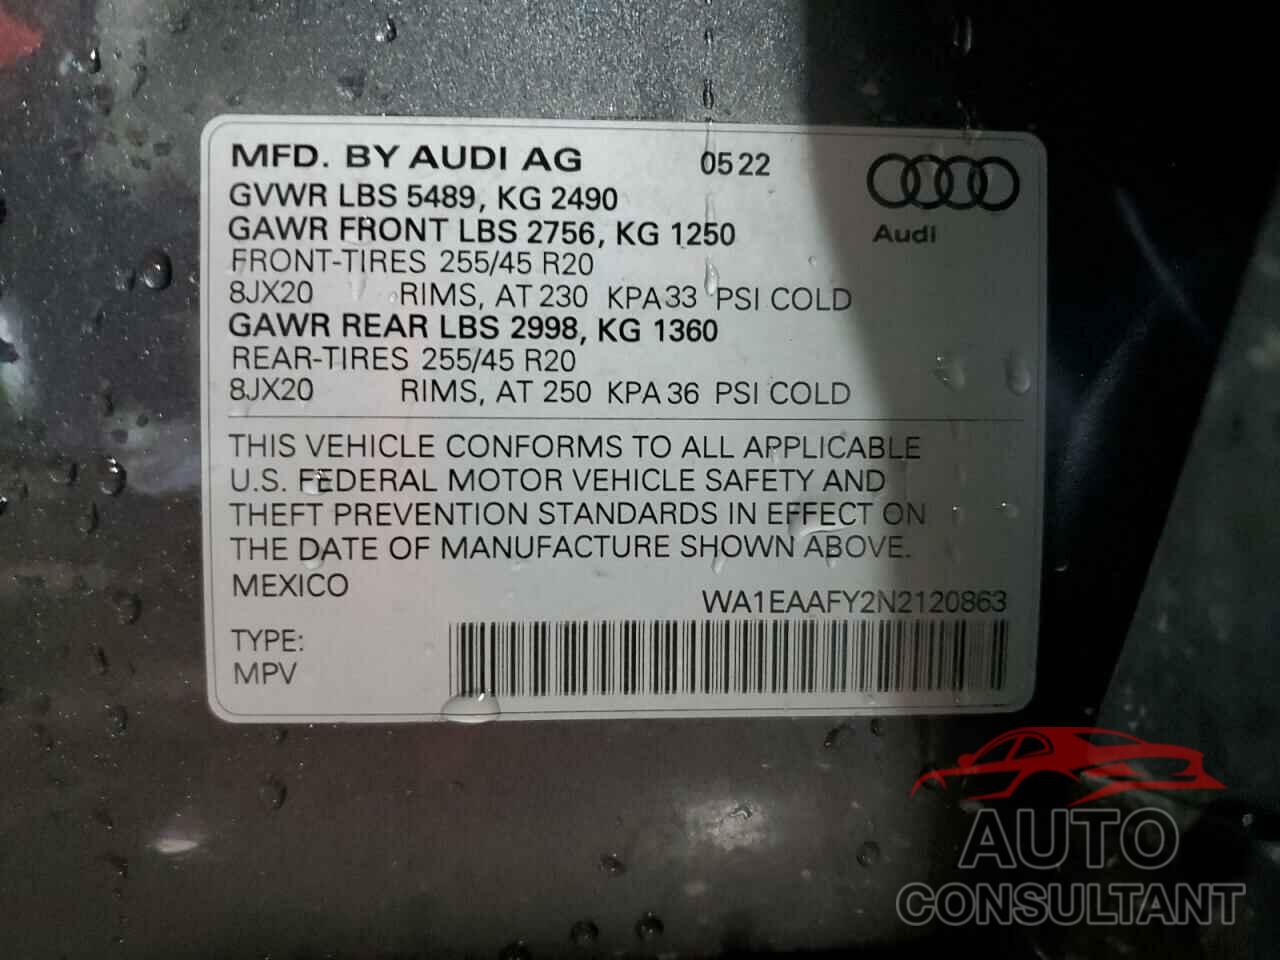 MFD. BY AUDI AG 0522
GVWR LBS 5489, KG 2490
GAWR FRONT LBS 2756, KG 1250
Audi
FRONT-TIRES 255/45 R20
8JX20 RIMS, AT 230 KPA 33 PSI COLD
GAWR REAR LBS 2998, KG 1360
REAR-TIRES 255/45 R20
8JX20 RIMS, AT 250 KPA 36 PSI COLD
THIS VEHICLE CONFORMS TO ALL APPLICABLE
U.S. FEDERAL MOTOR VEHICLE SAFETY AND
THEFT PREVENTION STANDARDS IN EFFECT ON
THE DATE OF MANUFACTURE SHOWN ABOVE.
MEXICO
WA1EAAFY2N2120863
TYPE:
MPV
AUTO
CONSULTANT